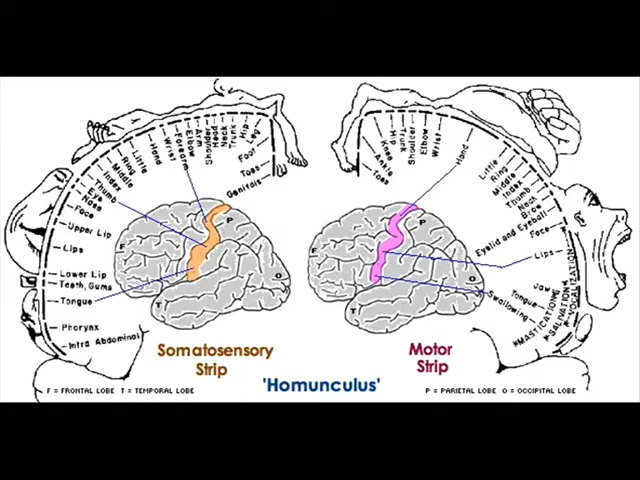 Genitals
Toes
Foot
Leg
Hip
Trunk
Neck
Head
Shoulder
Arm
Elbow
Forearm
Wrist
Hand
Little
Ring
Middle
Index
Thumb
Eye
Nose
Face
Upper Lip
Lips
Lower Lip
Teeth, Gums
Tongue
Pharynx
Intra Abdominal
F
P
O
T
Somatosensory
Strip
Toes
Ankle
Knee
Hip
Trunk
Shoulder
Elbow
Wrist
Hand
Little
Ring
Middle
Index
Thumb
Neck
Brow
Eyelid and Eyeball
Face
Lips
Jaw
Tongue
Swallowing
MASTICATION
SALIVATION
VOCALIZATION
F
P
O
T
Motor
Strip
'Homunculus'
F = FRONTAL LOBE T = TEMPORAL LOBE
P = PARIETAL LOBE O = OCCIPITAL LOBE